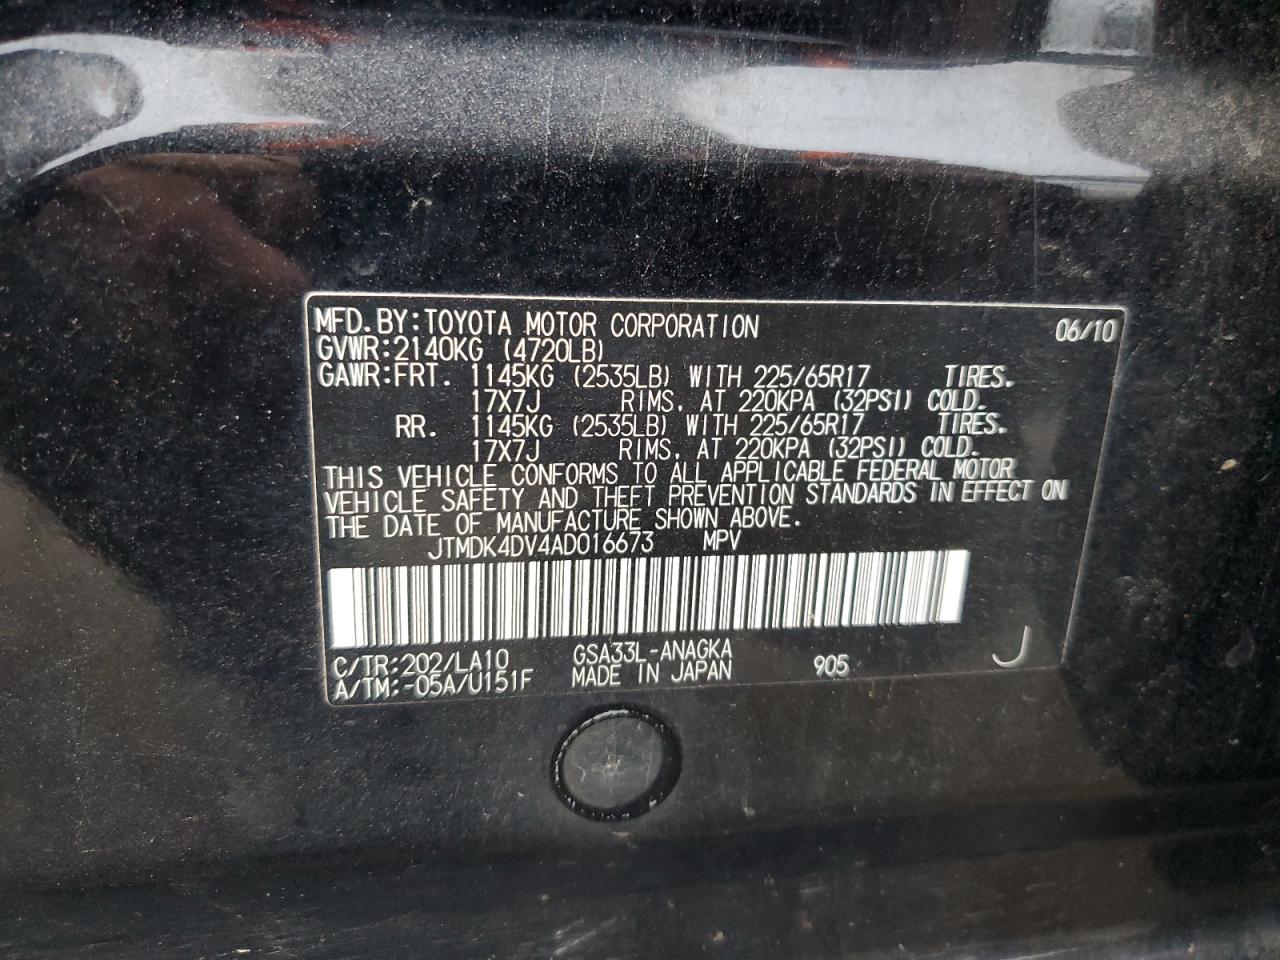 MFD. BY: TOYOTA MOTOR CORPORATION 06/10
GVWR: 2140KG (4720LB)
GAWR: FRT. 1145KG (2535LB) WITH 225/65R17 TIRES.
17X7J RIMS. AT 220KPA (32PSI) COLD.
RR. 1145KG (2535LB) WITH 225/65R17 TIRES.
17X7J RIMS. AT 220KPA (32PSI) COLD.
THIS VEHICLE CONFORMS TO ALL APPLICABLE FEDERAL MOTOR
VEHICLE SAFETY AND THEFT PREVENTION STANDARDS IN EFFECT ON
THE DATE OF MANUFACTURE SHOWN ABOVE.
JTMDK4DV4AD016673 MPV
C/TR: 202/LA10 GSA33L-ANAGKA
A/TM: -05A/U151F MADE IN JAPAN 905 J